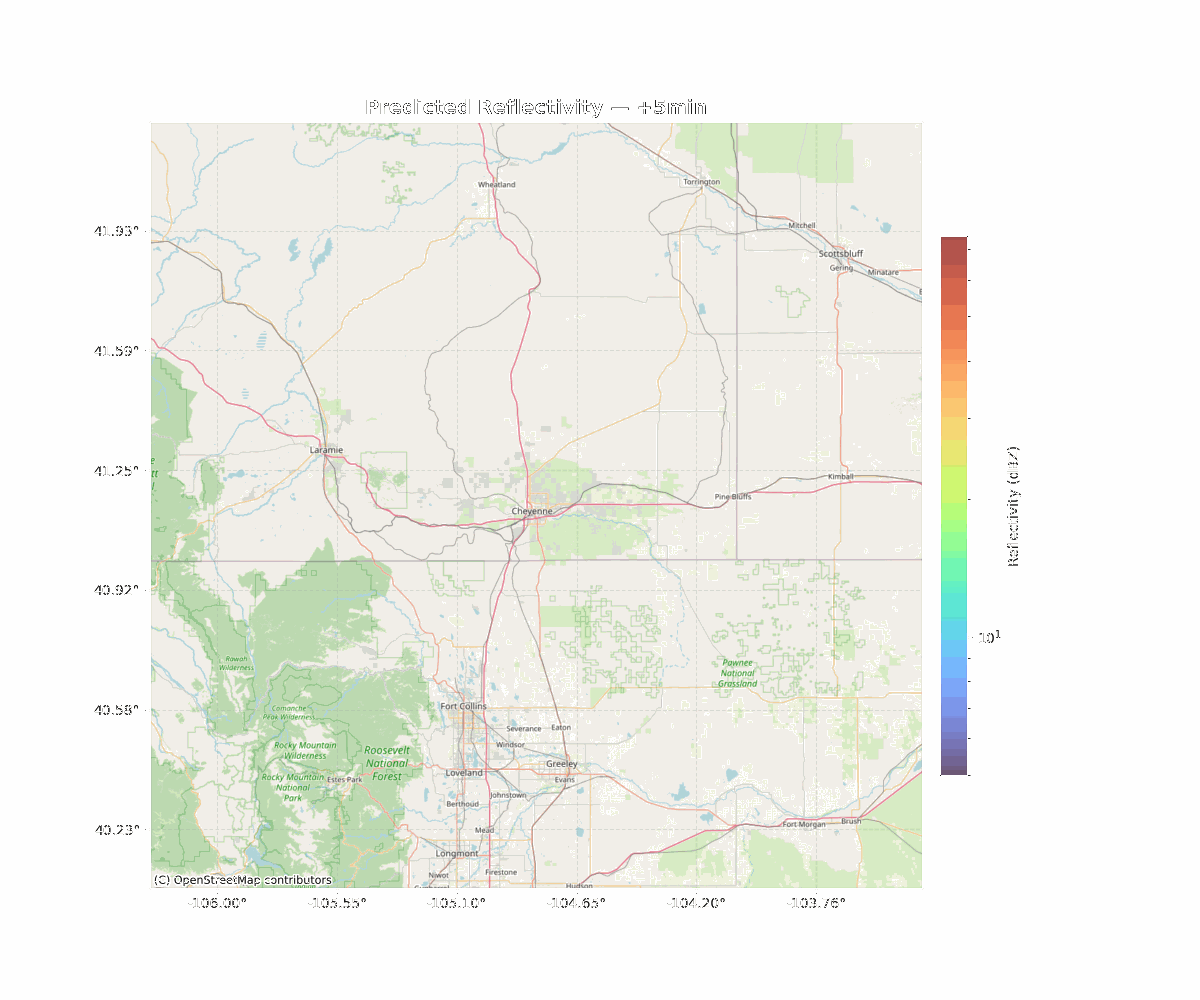 Predicted Reflectivity — +5min
Wheatland
Torrington
Mitchell
41.93°
Scottsbluff
Gering
Minatare
41.59°
Laramie
Reflectivity (dBZ)
41.25°
Kimball
Pine Bluffs
Cheyenne
40.92°
10¹
Rawah
Wilderness
Pawnee
National
Grassland
40.58°
Fort Collins
Comanche
Peak Wilderness
Severance
Eaton
Rocky Mountain
Wilderness
Windsor
Roosevelt
National
Forest
Greeley
Loveland
Rocky Mountain
National
Park
Estes Park
Evans
Johnstown
Berthoud
Fort Morgan
Brush
40.23°
Mead
Longmont
Firestone
Niwot
Hudson
(C) OpenStreetMap contributors
-106.00°
-105.55°
-105.10°
-104.65°
-104.20°
-103.76°